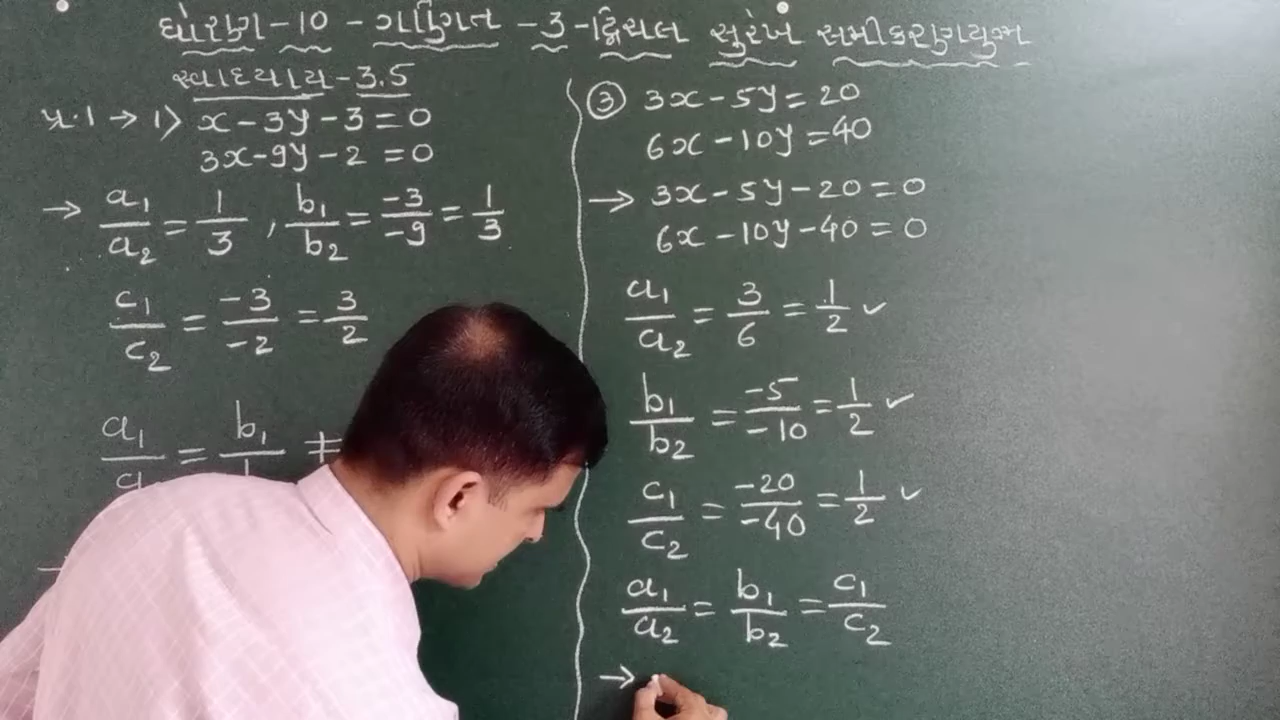 ધોરણ-10 - ગણિત - 3 - દ્વિચલ સુરેખ સમીકરણયુગ્મ
સ્વાધ્યાય-3.5
પ્ર.1 → 1) x - 3y - 3 = 0
3x - 9y - 2 = 0
→ a₁/a₂ = 1/3 , b₁/b₂ = -3/-9 = 1/3
c₁/c₂ = -3/-2 = 3/2
a₁/a = b₁/ ≠
③ 3x - 5y = 20
6x - 10y = 40
→ 3x - 5y - 20 = 0
6x - 10y - 40 = 0
a₁/a₂ = 3/6 = 1/2 ✓
b₁/b₂ = -5/-10 = 1/2 ✓
c₁/c₂ = -20/-40 = 1/2 ✓
a₁/a₂ = b₁/b₂ = c₁/c₂
→